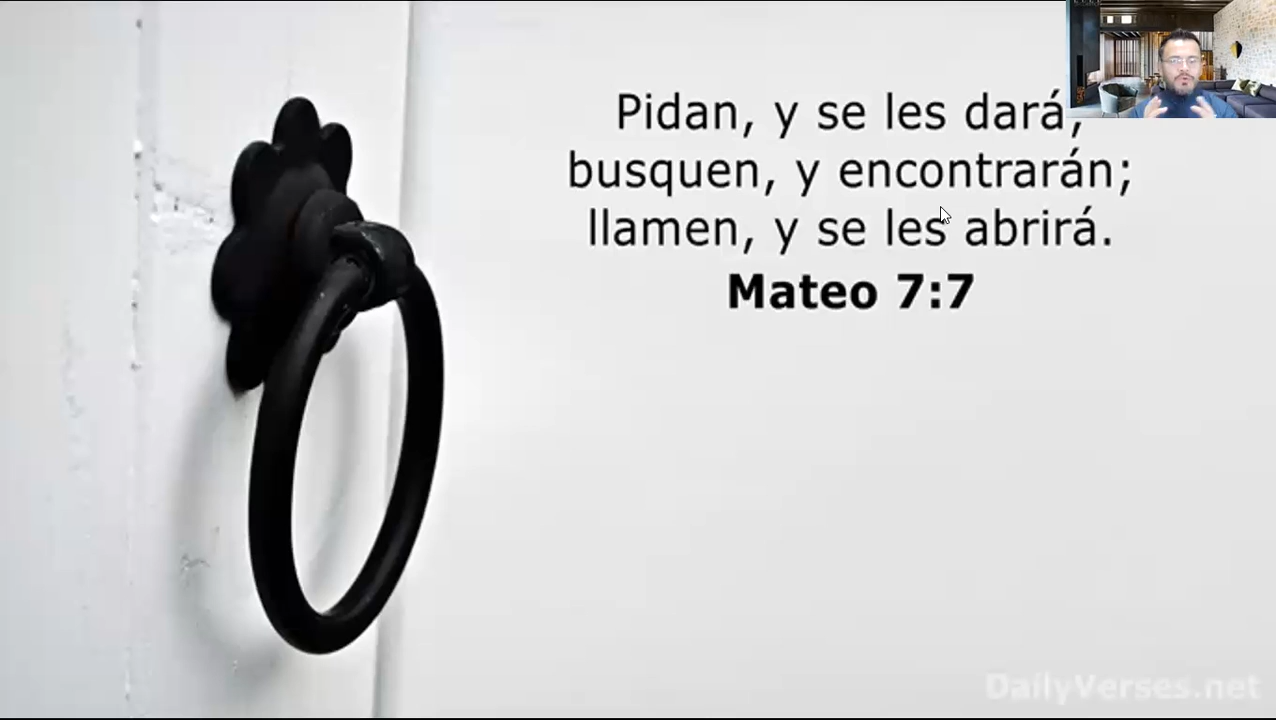 Pidan, y se les dará,
busquen, y encontrarán;
llamen, y se les abrirá.
Mateo 7:7
DailyVerses.net